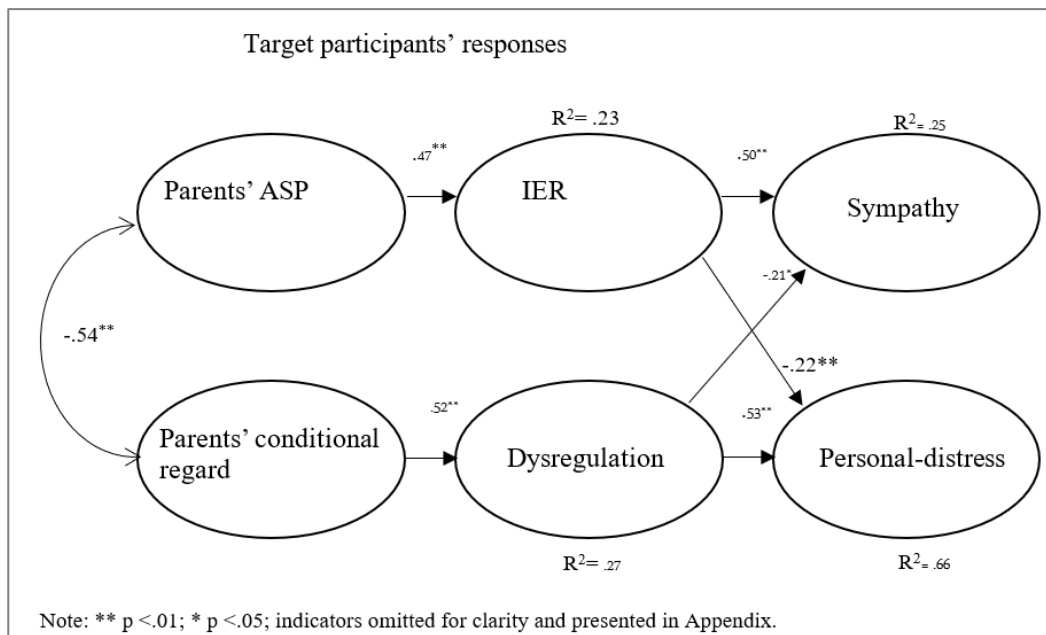 Target participants' responses
R²= .23
R²= .25
.47**
.50**
Parents' ASP
IER
Sympathy
-.21*
-.54**
-.22**
.52**
.53**
Parents' conditional
regard
Dysregulation
Personal-distress
R²= .27
R²= .66
Note: ** p <.01; * p <.05; indicators omitted for clarity and presented in Appendix.